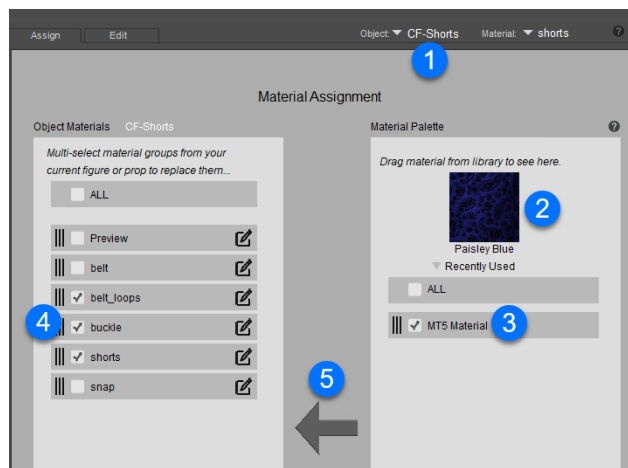 Assign Edit Object: CF-Shorts Material: shorts ?
1
Material Assignment
Object Materials CF-Shorts
Multi-select material groups from your
current figure or prop to replace them...
ALL
Preview
belt
belt_loops
buckle
shorts
snap
4
5
Material Palette ?
Drag material from library to see here.
2
Paisley Blue
Recently Used
ALL
MT5 Material 3